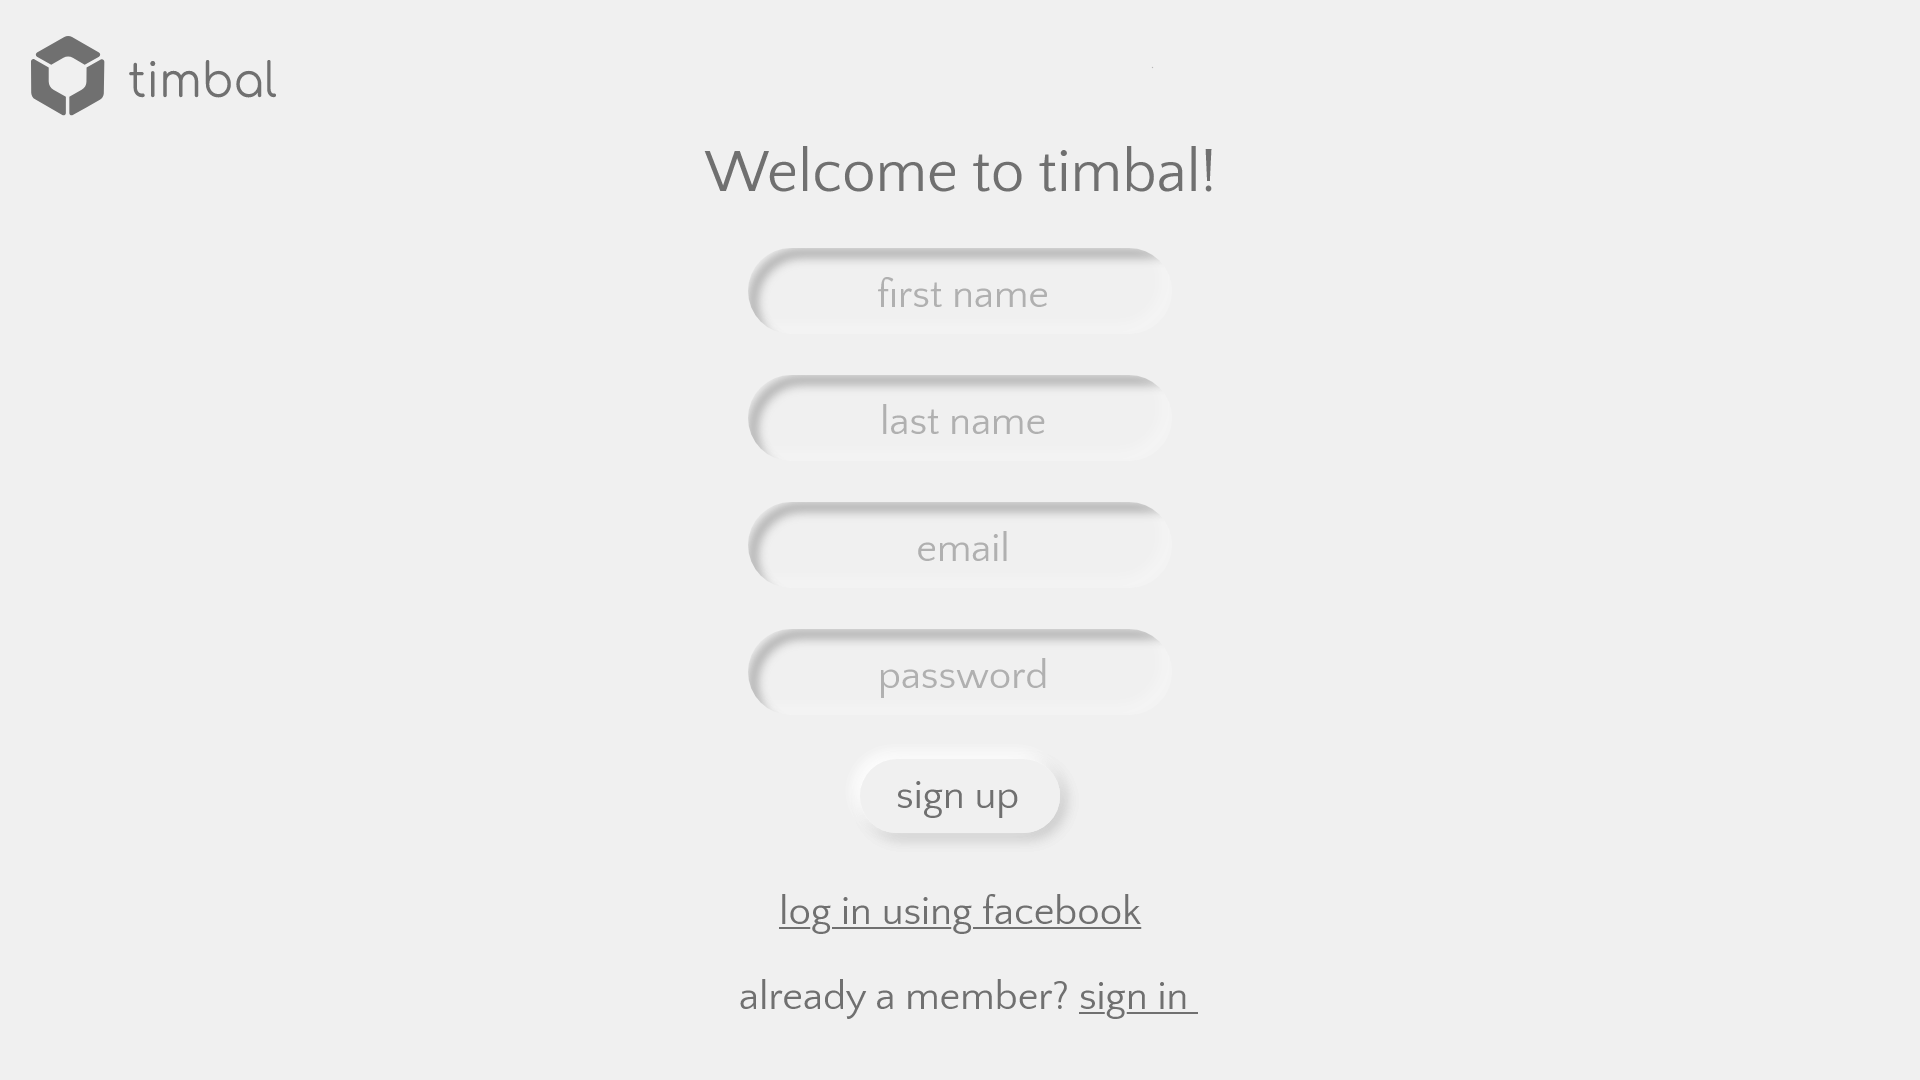 timbal
Welcome to timbal!
first name
last name
email
password
sign up
log in using facebook
already a member? sign in